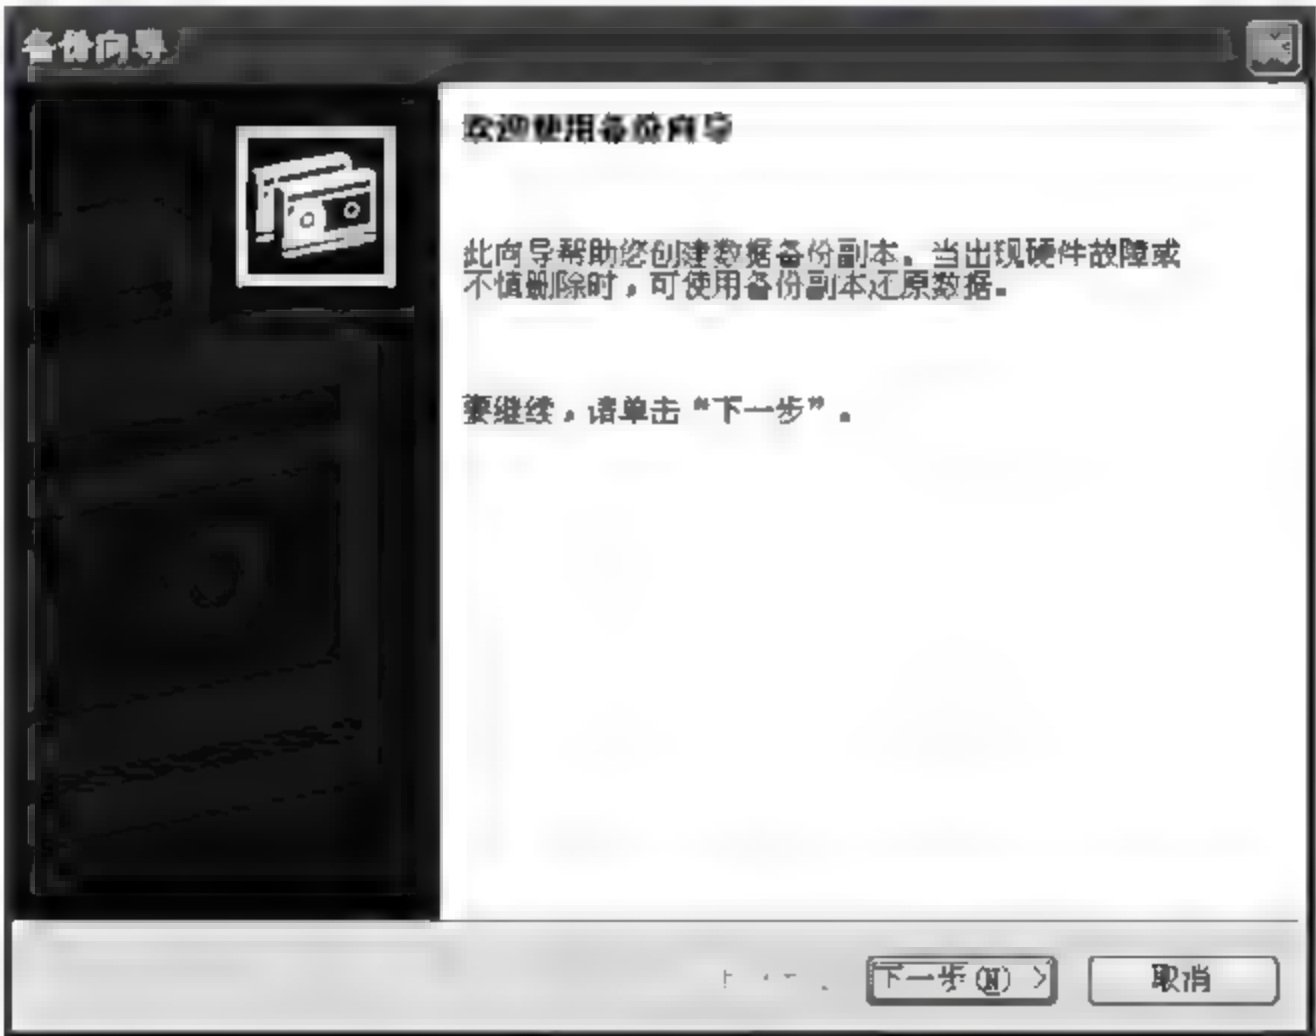 备份向导
欢迎使用备份向导
此向导帮助您创建数据备份副本。当出现硬件故障或
不慎删除时，可使用备份副本还原数据。
要继续，请单击“下一步”。
下一步(N) >
取消